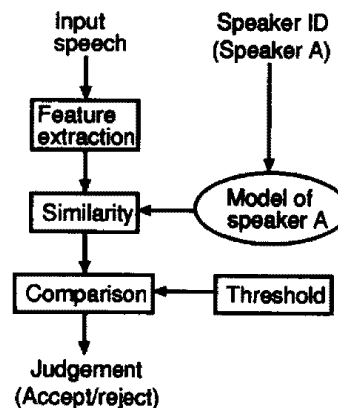 Input
speech
Speaker ID
(Speaker A)
Feature
extraction
Similarity
Model of
speaker A
Comparison
Threshold
Judgement
(Accept/reject)